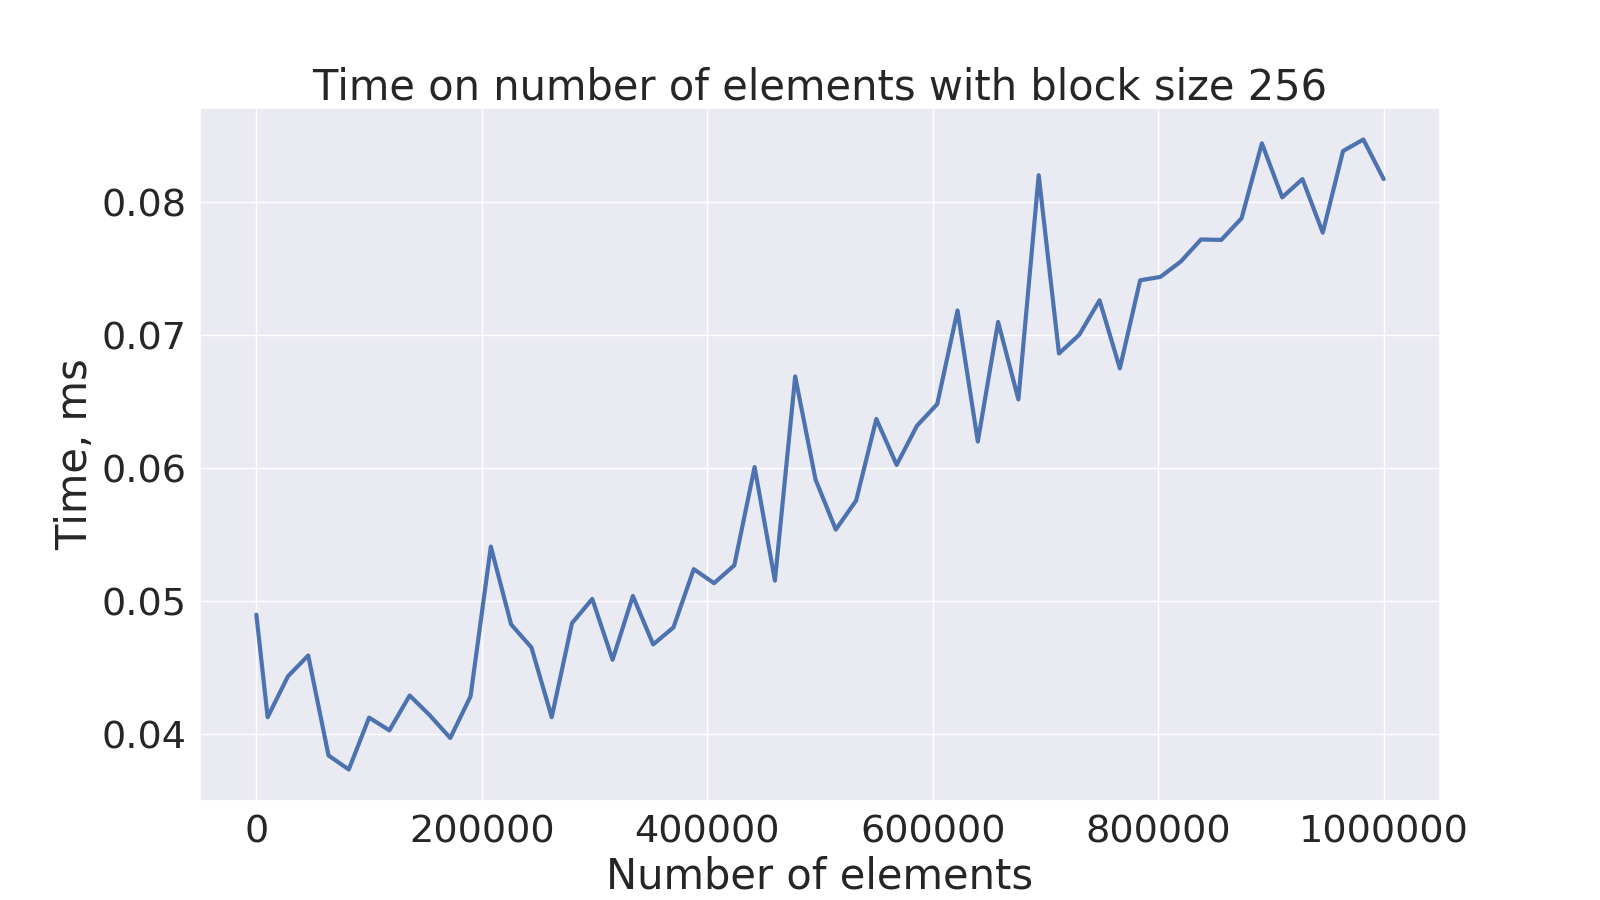 Time on number of elements with block size 256
0.08
0.07
0.06
0.05
0.04
Time, ms
0 200000 400000 600000 800000 1000000
Number of elements